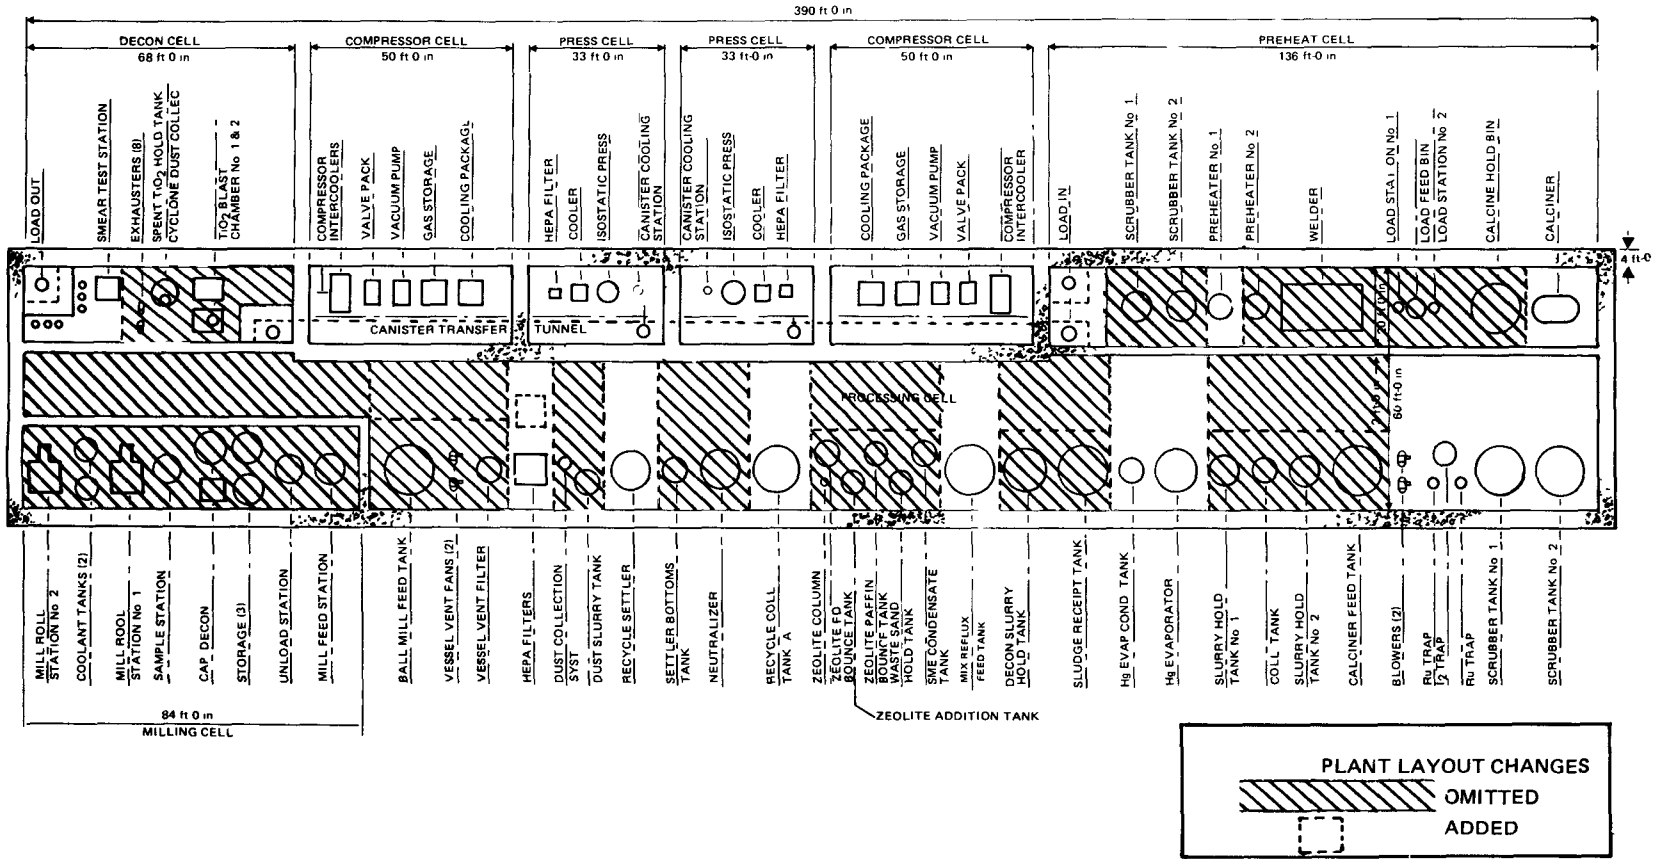 390 ft 0 in
DECON CELL
68 ft 0 in
COMPRESSOR CELL
50 ft 0 in
PRESS CELL
33 ft 0 in
PRESS CELL
33 ft-0 in
COMPRESSOR CELL
50 ft 0 in
PREHEAT CELL
136 ft-0 in
LOAD OUT
SMEAR TEST STATION
EXHAUSTERS (8)
SPENT TiO2 HOLD TANK
CYCLONE DUST COLLEC
TiO2 BLAST
CHAMBER No 1 & 2
COMPRESSOR
INTERCOOLERS
VALVE PACK
VACUUM PUMP
GAS STORAGE
COOLING PACKAGE
HEPA FILTER
COOLER
ISOSTATIC PRESS
CANISTER COOLING
STATION
CANISTER COOLING
STATION
ISOSTATIC PRESS
COOLER
HEPA FILTER
COOLING PACKAGE
GAS STORAGE
VACUUM PUMP
VALVE PACK
COMPRESSOR
INTERCOOLER
LOAD IN
SCRUBBER TANK No 1
SCRUBBER TANK No 2
PREHEATER No 1
PREHEATER No 2
WELDER
LOAD STATION No 1
LOAD FEED BIN
LOAD STATION No 2
CALCINE HOLD BIN
CALCINER
4 ft-0
CANISTER TRANSFER TUNNEL
20 ft 0 in
PROCESSING CELL
60 ft-0 in
MILL ROLL
STATION No 2
COOLANT TANKS (2)
MILL ROOL
STATION No 1
SAMPLE STATION
CAP DECON
STORAGE (3)
UNLOAD STATION
MILL FEED STATION
BALL MILL FEED TANK
VESSEL VENT FANS (2)
VESSEL VENT FILTER
HEPA FILTERS
DUST COLLECTION
SYST
DUST SLURRY TANK
RECYCLE SETTLER
SETTLER BOTTOMS
TANK
NEUTRALIZER
RECYCLE COLL
TANK A
ZEOLITE COLUMN
ZEOLITE FD
BOUNCE TANK
ZEOLITE PAFFIN
BOUNCE TANK
WASTE SAND
HOLD TANK
SME CONDENSATE
TANK
MIX REFLUX
FEED TANK
DECON SLURRY
HOLD TANK
SLUDGE RECEIPT TANK
Hg EVAP COND TANK
Hg EVAPORATOR
SLURRY HOLD
TANK No 1
COLL TANK
SLURRY HOLD
TANK No 2
CALCINER FEED TANK
BLOWERS (2)
Ru TRAP
I2 TRAP
Ru TRAP
SCRUBBER TANK No 1
SCRUBBER TANK No 2
84 ft 0 in
MILLING CELL
ZEOLITE ADDITION TANK
PLANT LAYOUT CHANGES
OMITTED
ADDED